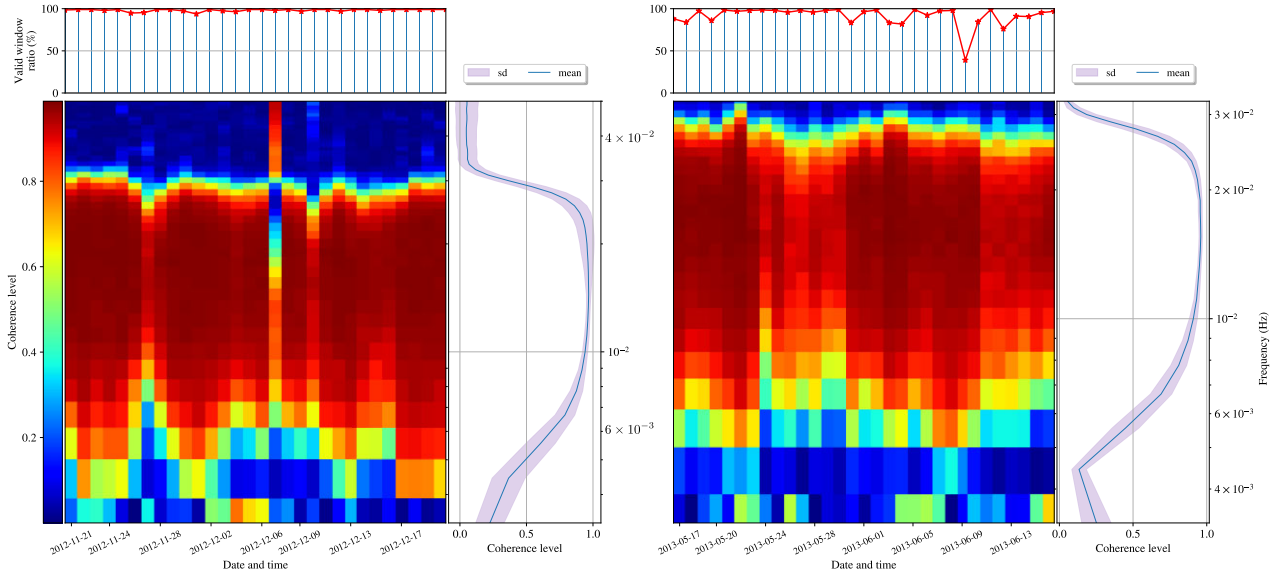 100
50
0
Valid window
ratio (%)
sd
mean
100
50
0
sd
mean
0.8
0.6
0.4
0.2
Coherence level
4 × 10⁻²
10⁻²
6 × 10⁻³
3 × 10⁻²
2 × 10⁻²
10⁻²
6 × 10⁻³
4 × 10⁻³
Frequency (Hz)
2012-11-21
2012-11-24
2012-11-28
2012-12-02
2012-12-06
2012-12-09
2012-12-13
2012-12-17
Date and time
0.0
0.5
1.0
Coherence level
2013-05-17
2013-05-20
2013-05-24
2013-05-28
2013-06-01
2013-06-05
2013-06-09
2013-06-13
Date and time
0.0
0.5
1.0
Coherence level